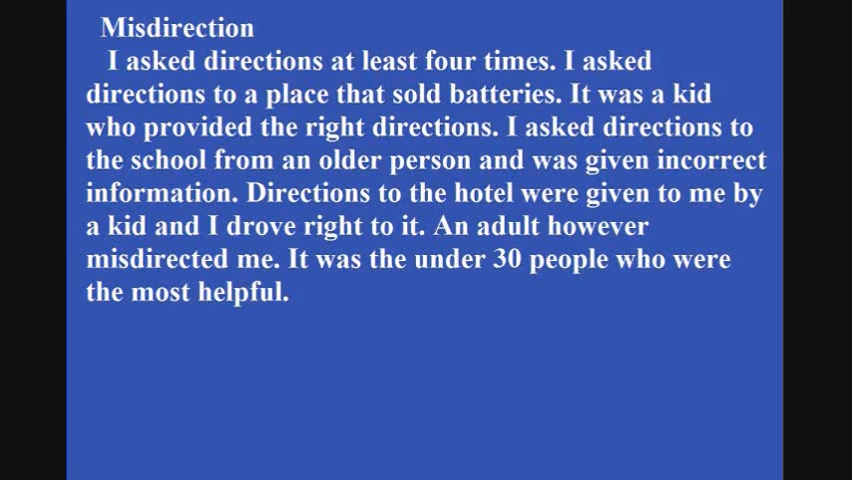 Misdirection
I asked directions at least four times. I asked
directions to a place that sold batteries. It was a kid
who provided the right directions. I asked directions to
the school from an older person and was given incorrect
information. Directions to the hotel were given to me by
a kid and I drove right to it. An adult however
misdirected me. It was the under 30 people who were
the most helpful.